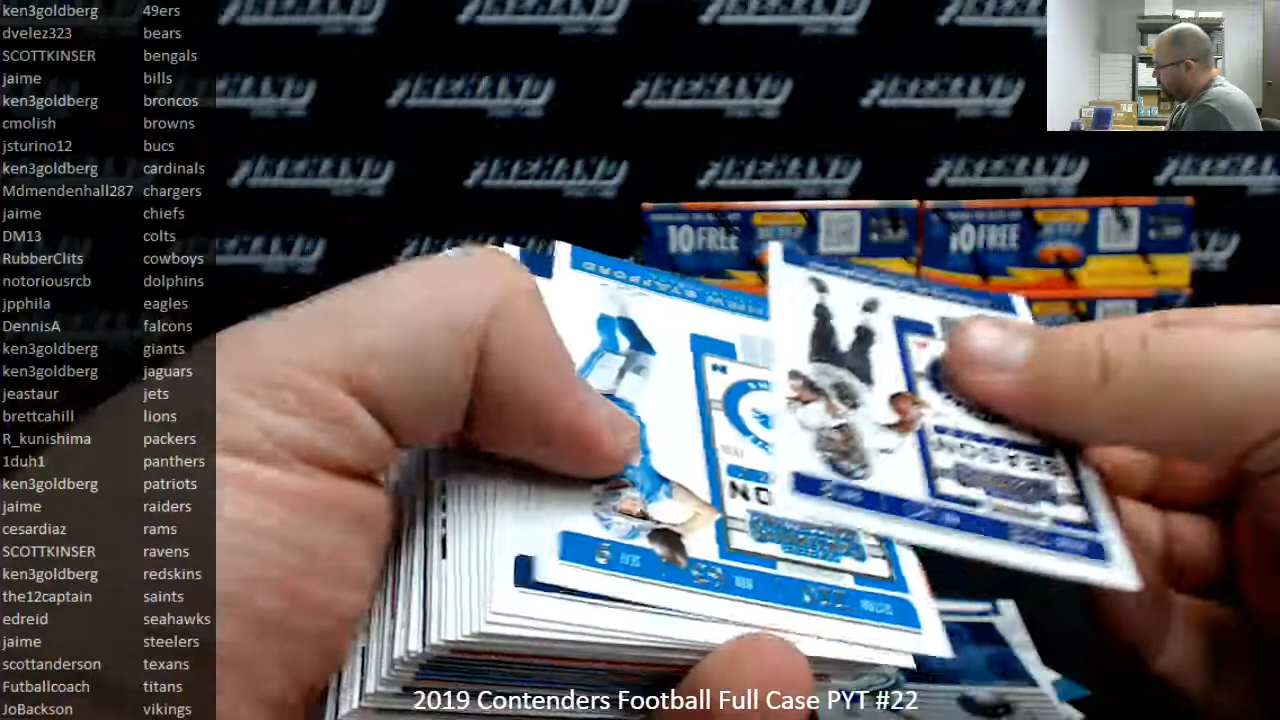 ken3goldberg 49ers
dvelez323 bears
SCOTTKINSER bengals
jaime bills
ken3goldberg broncos
cmolish browns
jsturino12 bucs
ken3goldberg cardinals
Mdmendenhall287 chargers
jaime chiefs
DM13 colts
RubberClits cowboys
notoriousrcb dolphins
jpphila eagles
DennisA falcons
ken3goldberg giants
ken3goldberg jaguars
jeastaur jets
brettcahill lions
R_kunishima packers
1duh1 panthers
ken3goldberg patriots
jaime raiders
cesardiaz rams
SCOTTKINSER ravens
ken3goldberg redskins
the12captain saints
edreid seahawks
jaime steelers
scottanderson texans
Futballcoach titans
JoBackson vikings
10 FREE
10 FREE
2019 Contenders Football Full Case PYT #22